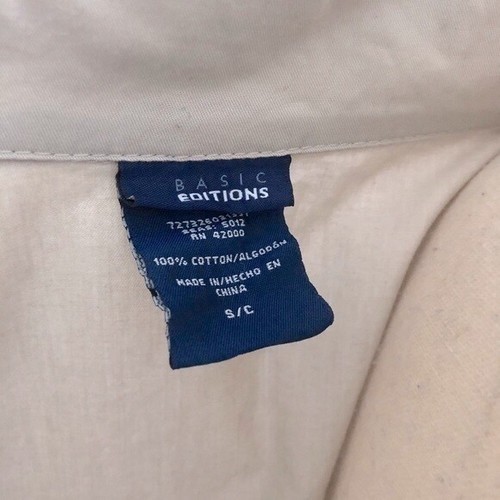 BASIC
EDITIONS
SEAS: S012
RN 42000
100% COTTON/ALGODÓN
MADE IN/HECHO EN
CHINA
S/C